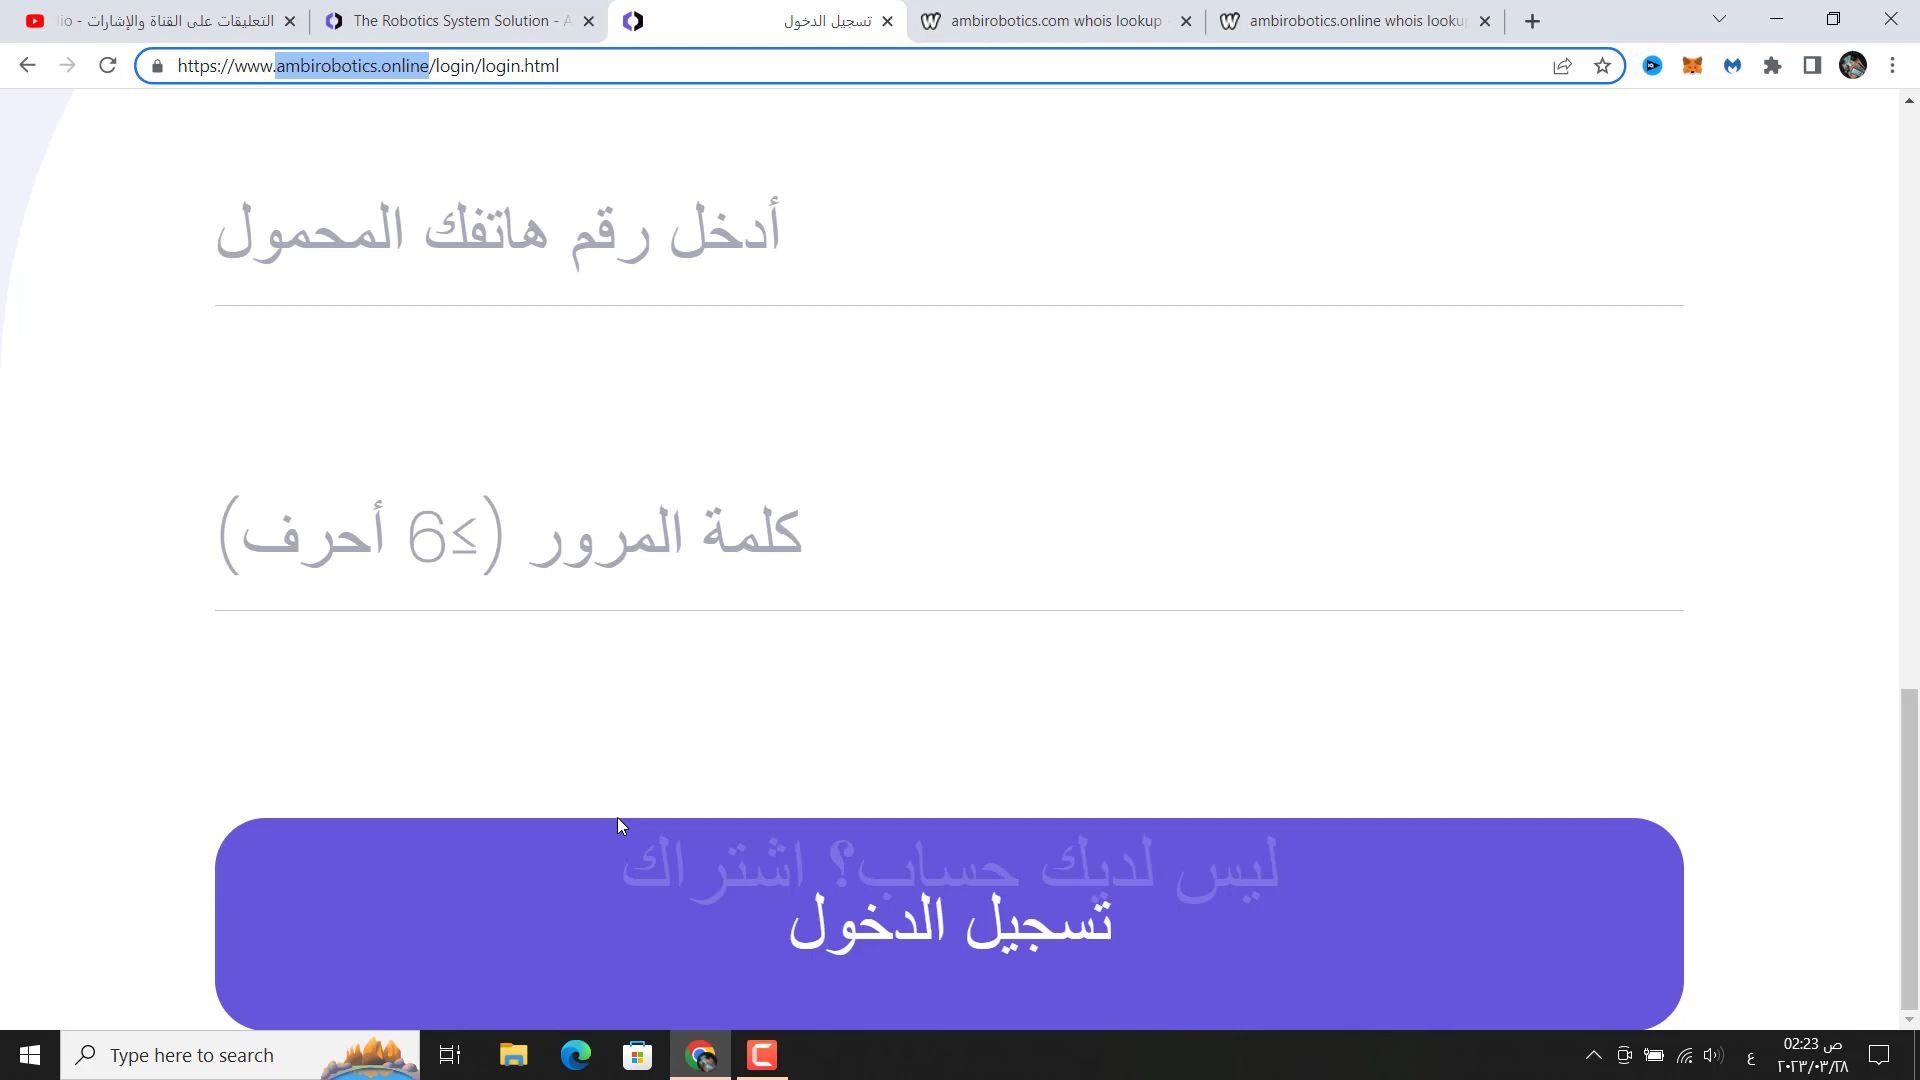 التعليقات على القناة والإشارات - lio
The Robotics System Solution - A
تسجيل الدخول
ambirobotics.com whois lookup -
ambirobotics.online whois looku
https://www.ambirobotics.online/login/login.html
أدخل رقم هاتفك المحمول
كلمة المرور (≥6 أحرف)
ليس لديك حساب؟ اشتراك
تسجيل الدخول
Type here to search
ع
02:23 ص
٢٠٢٣/٠٣/٢٨